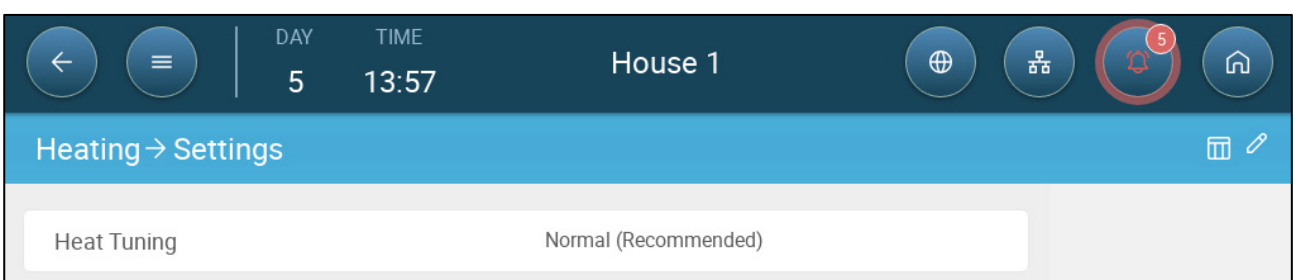 DAY TIME
5 13:57 House 1 5
Heating → Settings
Heat Tuning Normal (Recommended)